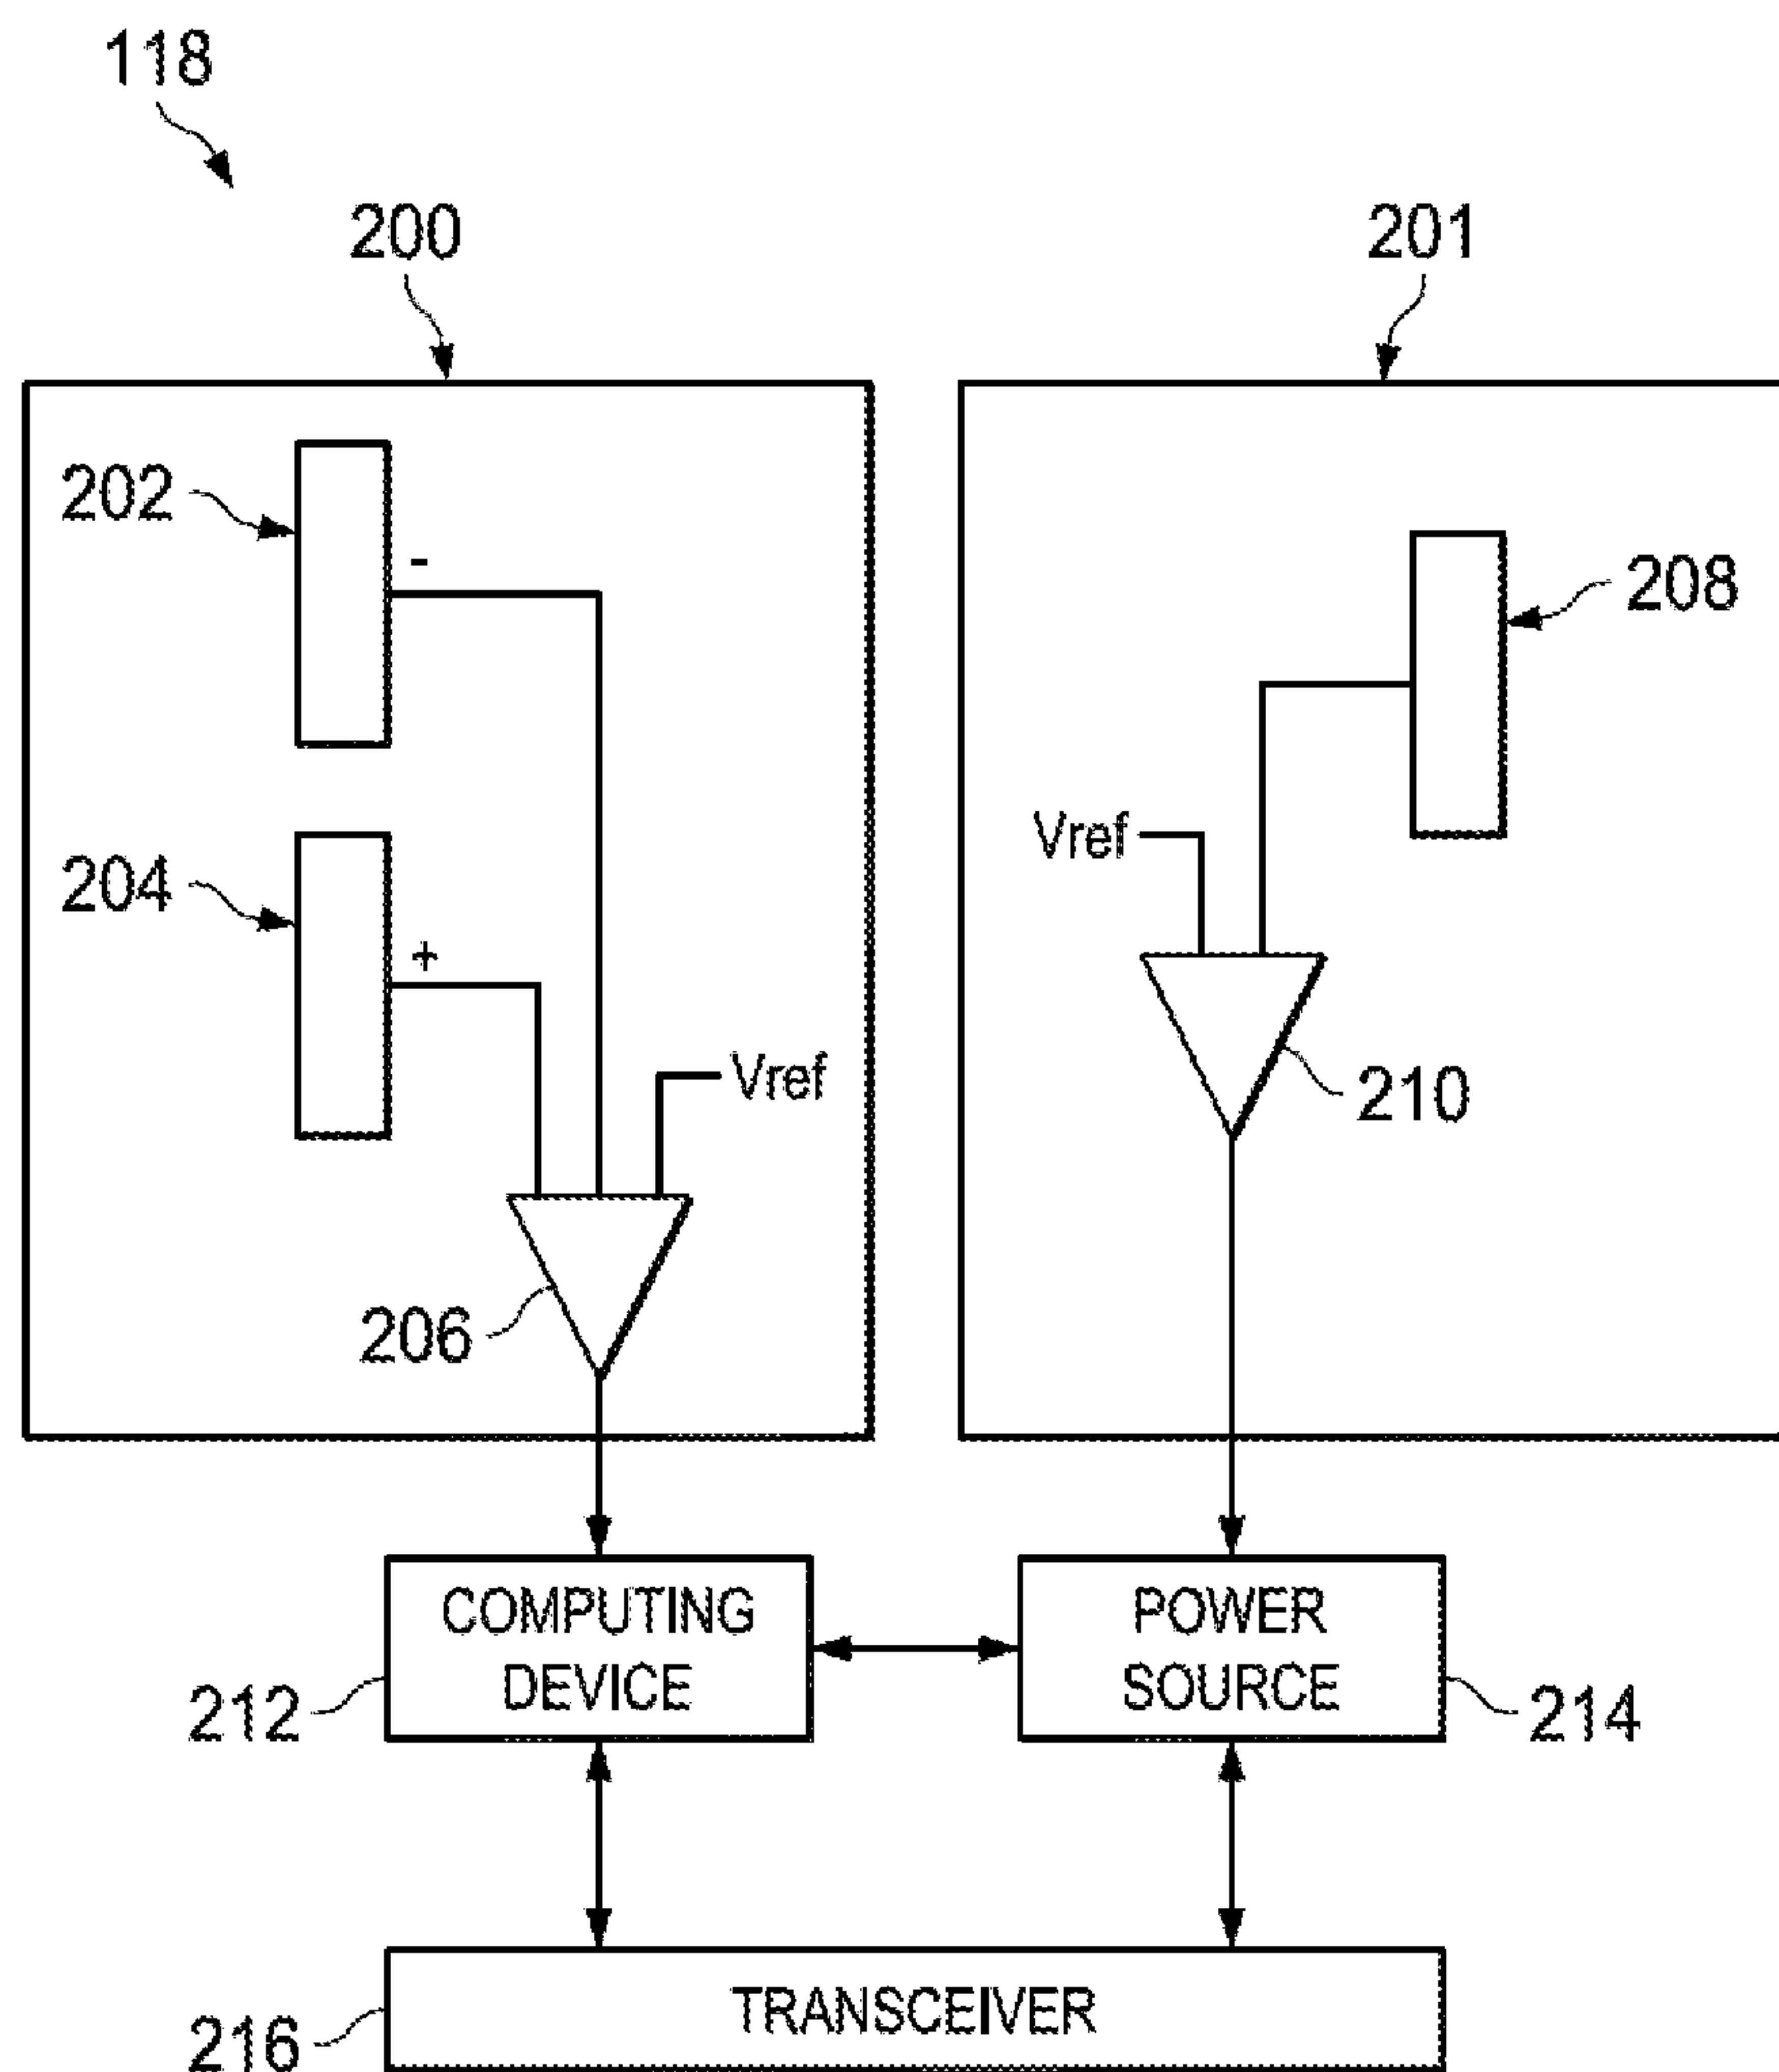 118
200
201
202
-
208
204
+
Vref
Vref
210
206
COMPUTING
DEVICE
POWER
SOURCE
212
214
TRANSCEIVER
216